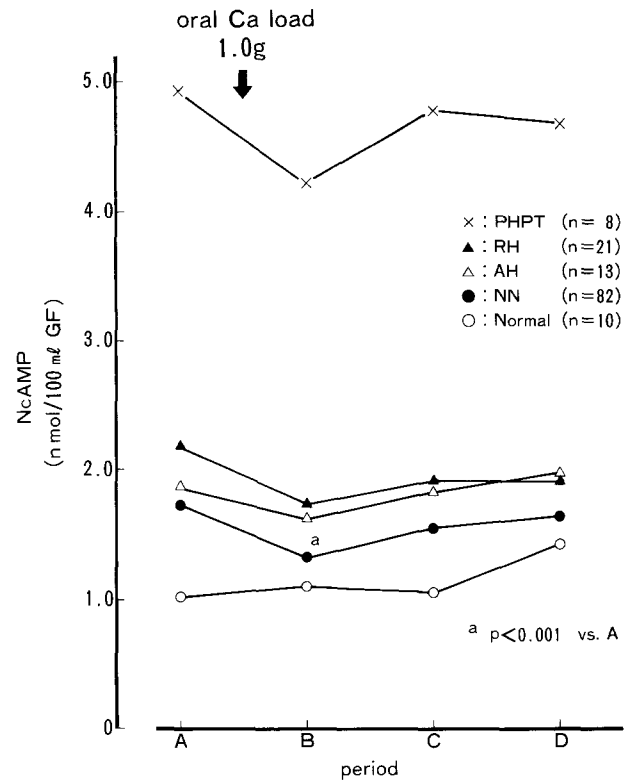 oral Ca load
1.0g
5.0
4.0
3.0
2.0
1.0
0
NcAMP
(n mol/100 mℓ GF)
× : PHPT (n= 8)
▲ : RH (n=21)
△ : AH (n=13)
● : NN (n=82)
○ : Normal (n=10)
a
a p<0.001 vs. A
A B C D
period